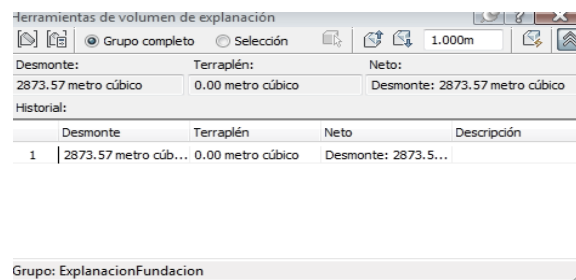 Herramientas de volumen de explanación
Grupo completo Selección 1.000m
Desmonte: Terraplén: Neto:
2873.57 metro cúbico 0.00 metro cúbico Desmonte: 2873.57 metro cúbico
Historial:
Desmonte Terraplén Neto Descripción
1 2873.57 metro cúb... 0.00 metro cúbico Desmonte: 2873.5...
Grupo: ExplanacionFundacion